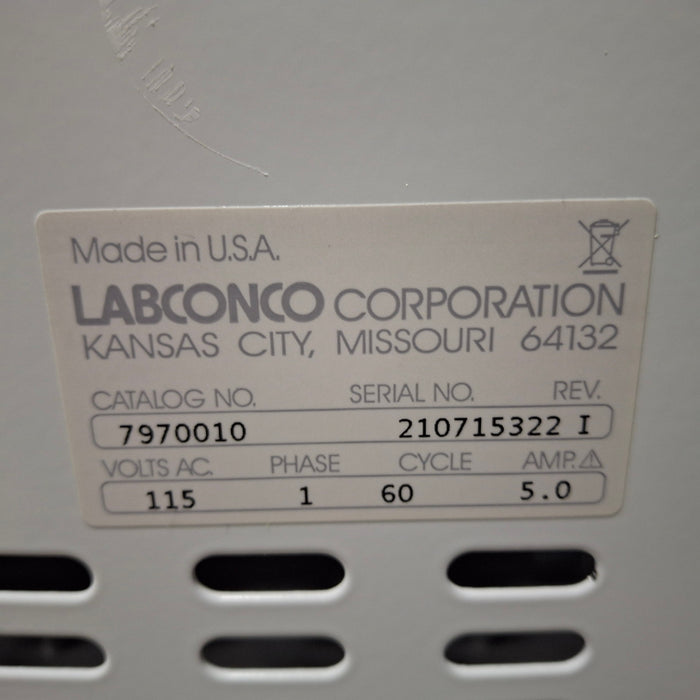 Made in U.S.A.
LABCONCO CORPORATION
KANSAS CITY, MISSOURI 64132
CATALOG NO. SERIAL NO. REV.
7970010 210715322 I
VOLTS AC. PHASE CYCLE AMP.
115 1 60 5.0